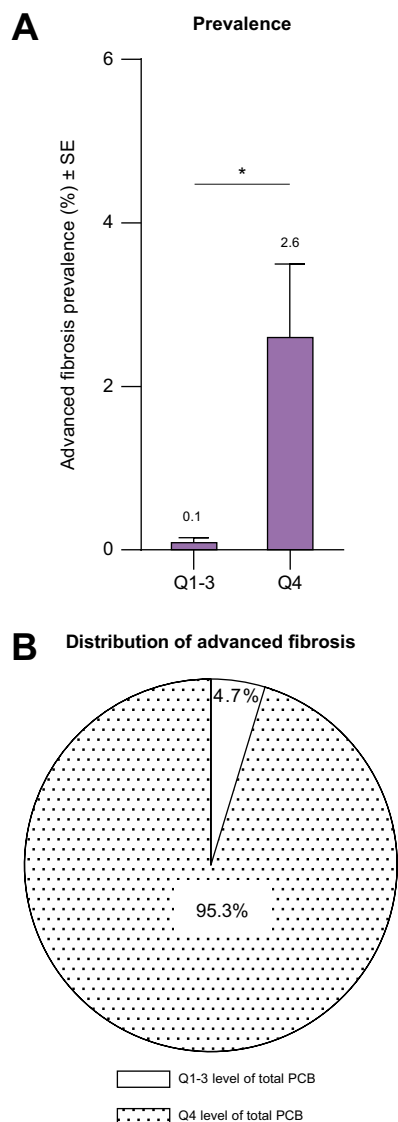 A
Prevalence
Advanced fibrosis prevalence (%) ± SE
6
4
2
0
*
2.6
0.1
Q1-3
Q4
B
Distribution of advanced fibrosis
4.7%
95.3%
Q1-3 level of total PCB
Q4 level of total PCB